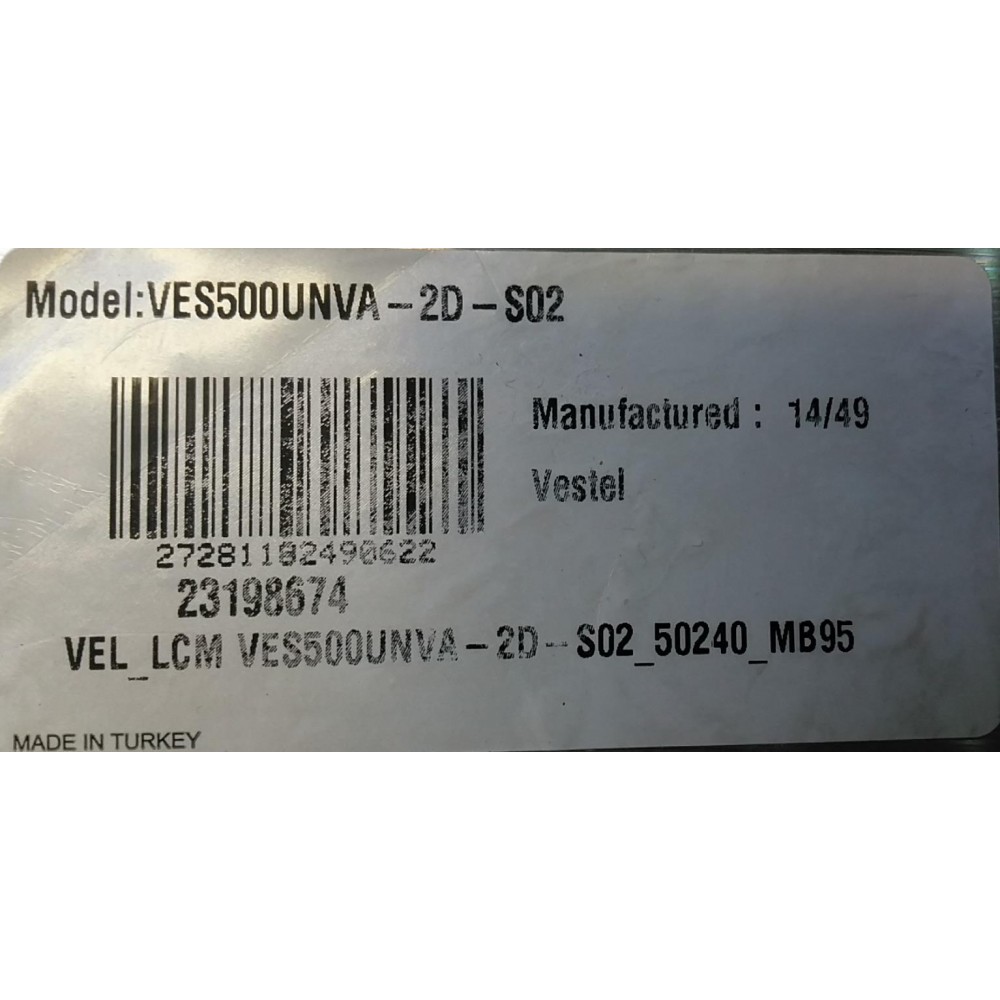 Model:VES500UNVA-2D-S02
Manufactured : 14/49
Vestel
27281182490622
23198674
VEL_LCM VES500UNVA-2D-S02_50240_MB95
MADE IN TURKEY